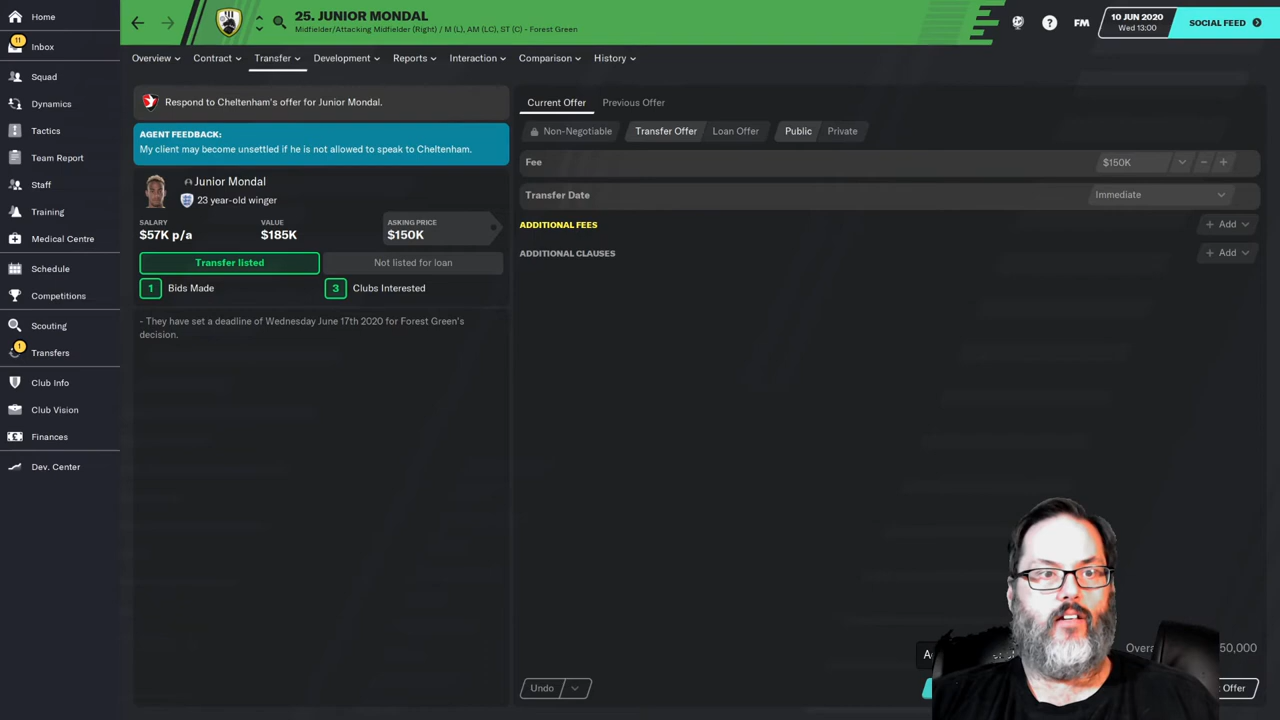 Home
11
Inbox
Squad
Dynamics
Tactics
Team Report
Staff
Training
Medical Centre
Schedule
Competitions
Scouting
1
Transfers
Club Info
Club Vision
Finances
Dev. Center
25. JUNIOR MONDAL
Midfielder/Attacking Midfielder (Right) / M (L), AM (LC), ST (C) - Forest Green
?
FM
10 JUN 2020
Wed 13:00
SOCIAL FEED
Overview
Contract
Transfer
Development
Reports
Interaction
Comparison
History
Respond to Cheltenham's offer for Junior Mondal.
AGENT FEEDBACK:
My client may become unsettled if he is not allowed to speak to Cheltenham.
Junior Mondal
23 year-old winger
SALARY
$57K p/a
VALUE
$185K
ASKING PRICE
$150K
Transfer listed
Not listed for loan
1 Bids Made
3 Clubs Interested
- They have set a deadline of Wednesday June 17th 2020 for Forest Green's
decision.
Current Offer
Previous Offer
Non-Negotiable
Transfer Offer
Loan Offer
Public
Private
Fee
$150K
Transfer Date
Immediate
ADDITIONAL FEES
+ Add
ADDITIONAL CLAUSES
+ Add
50,000
Undo
Offer